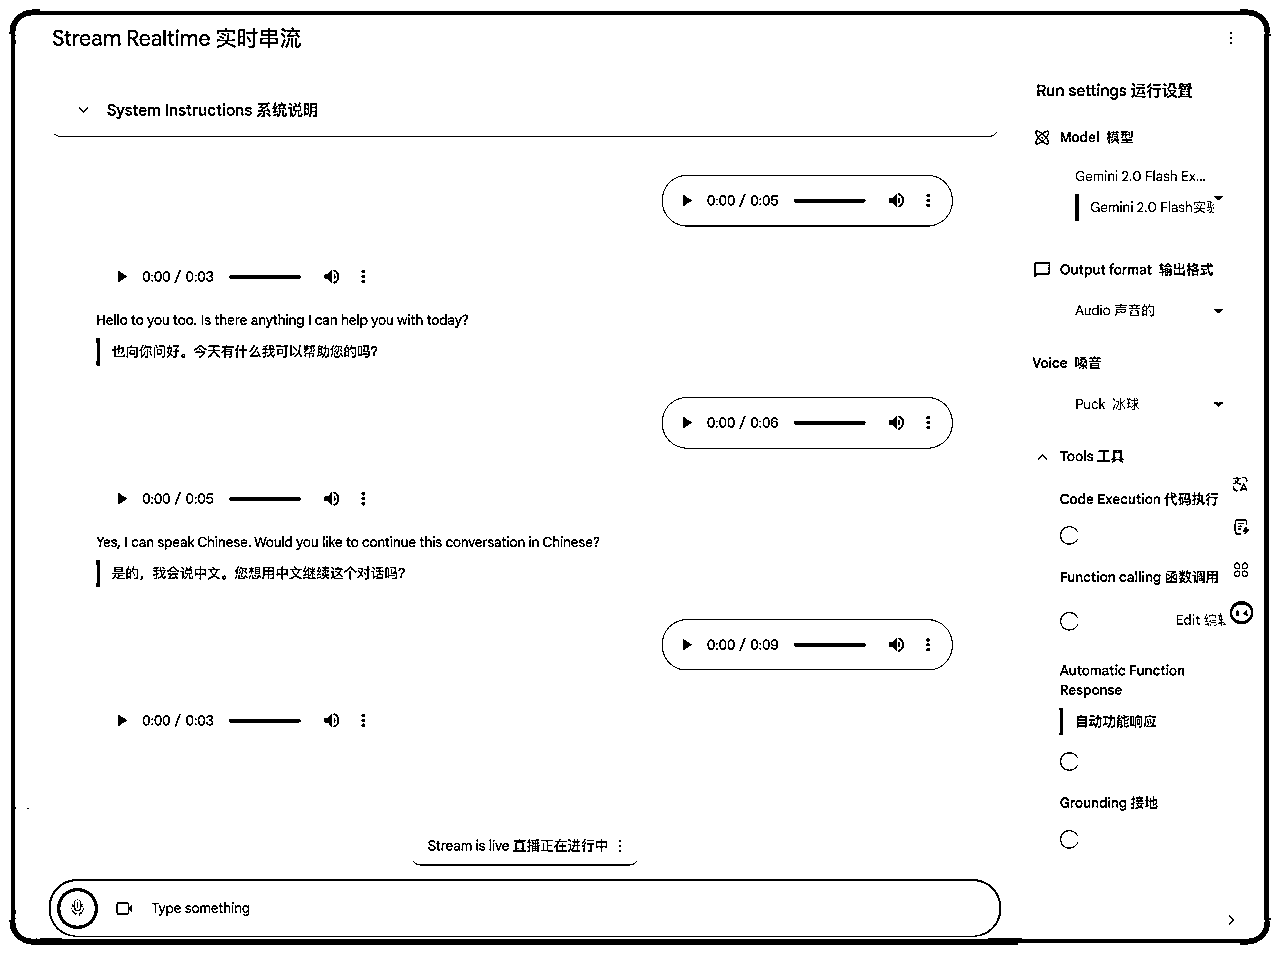 Stream Realtime 实时串流
System Instructions 系统说明
0:00 / 0:05
0:00 / 0:03
Hello to you too. Is there anything I can help you with today?
也向你问好。今天有什么我可以帮助您的吗?
0:00 / 0:06
0:00 / 0:05
Yes, I can speak Chinese. Would you like to continue this conversation in Chinese?
是的，我会说中文。您想用中文继续这个对话吗?
0:00 / 0:09
0:00 / 0:03
Stream is live 直播正在进行中
Type something
Run settings 运行设置
Model 模型
Gemini 2.0 Flash Ex...
Gemini 2.0 Flash实验
Output format 输出格式
Audio 声音的
Voice 嗓音
Puck 冰球
Tools 工具
Code Execution 代码执行
Function calling 函数调用
Edit 编辑
Automatic Function
Response
自动功能响应
Grounding 接地